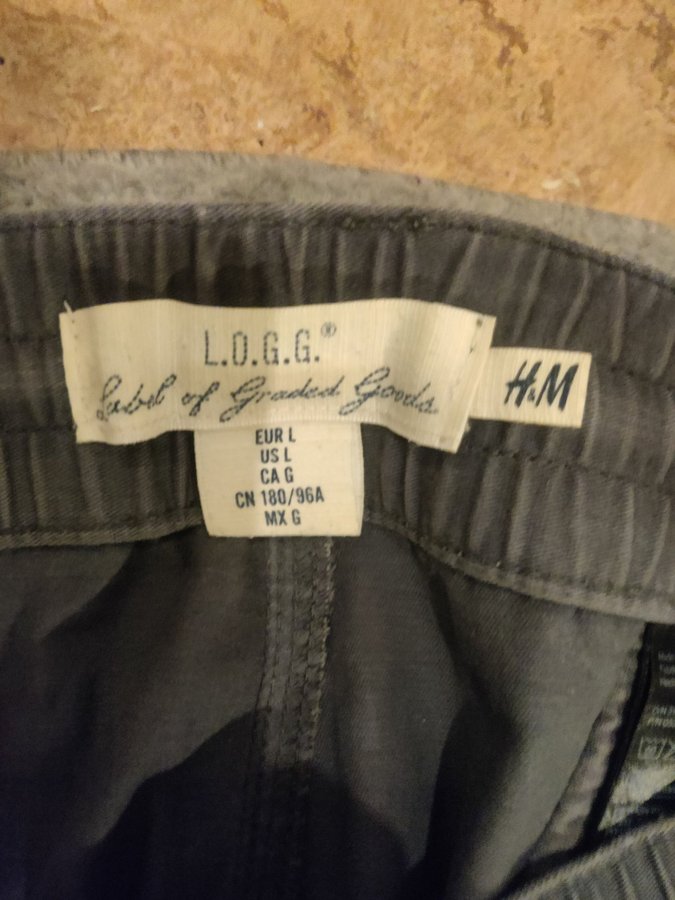 L.O.G.G.®
Label of Graded Goods
H&M
EUR L
US L
CA G
CN 180/96A
MX G